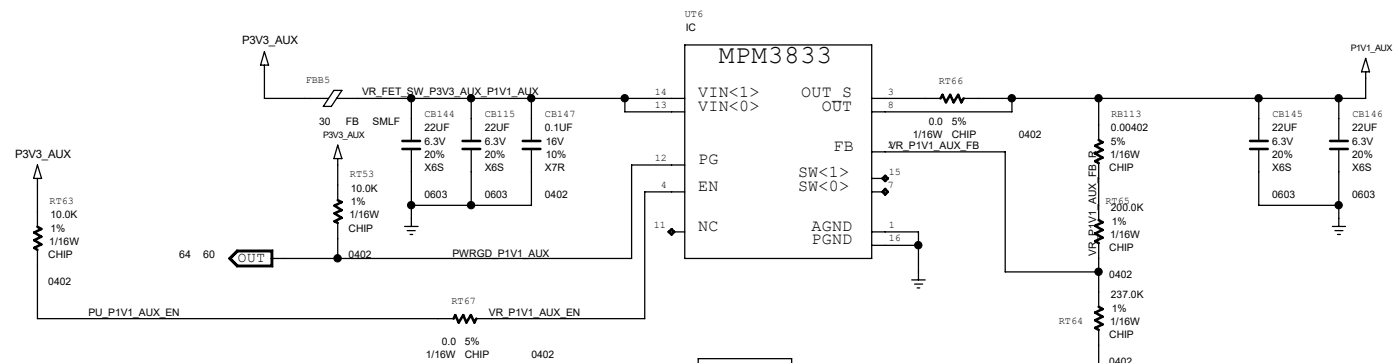 UT6
IC
P3V3_AUX
MPM3833
P1V1_AUX
FBB5
VR_FET_SW_P3V3_AUX_P1V1_AUX
14
13
VIN<1>
VIN<0>
OUT_S
OUT
3
8
RT66
30 FB SMLF
P3V3_AUX
CB144
22UF
6.3V
20%
X6S
0603
CB115
22UF
6.3V
20%
X6S
0603
CB147
0.1UF
16V
10%
X7R
0402
0.0 5%
1/16W CHIP 0402
VR_P1V1_AUX_FB
RB113
0.00402
5%
1/16W
CHIP
CB145
22UF
6.3V
20%
X6S
0603
CB146
22UF
6.3V
20%
X6S
0603
P3V3_AUX
RT63
10.0K
1%
1/16W
CHIP
0402
RT53
10.0K
1%
1/16W
CHIP
0402
12
PG
4
EN
11
NC
FB
SW<1>
SW<0>
15
7
AGND
PGND
1
16
VR_P1V1_AUX_FB_R
RT65
200.0K
1%
1/16W
CHIP
0402
64 60
OUT
PWRGD_P1V1_AUX
PU_P1V1_AUX_EN
RT67
VR_P1V1_AUX_EN
0.0 5%
1/16W CHIP 0402
RT64
237.0K
1%
1/16W
CHIP
0402